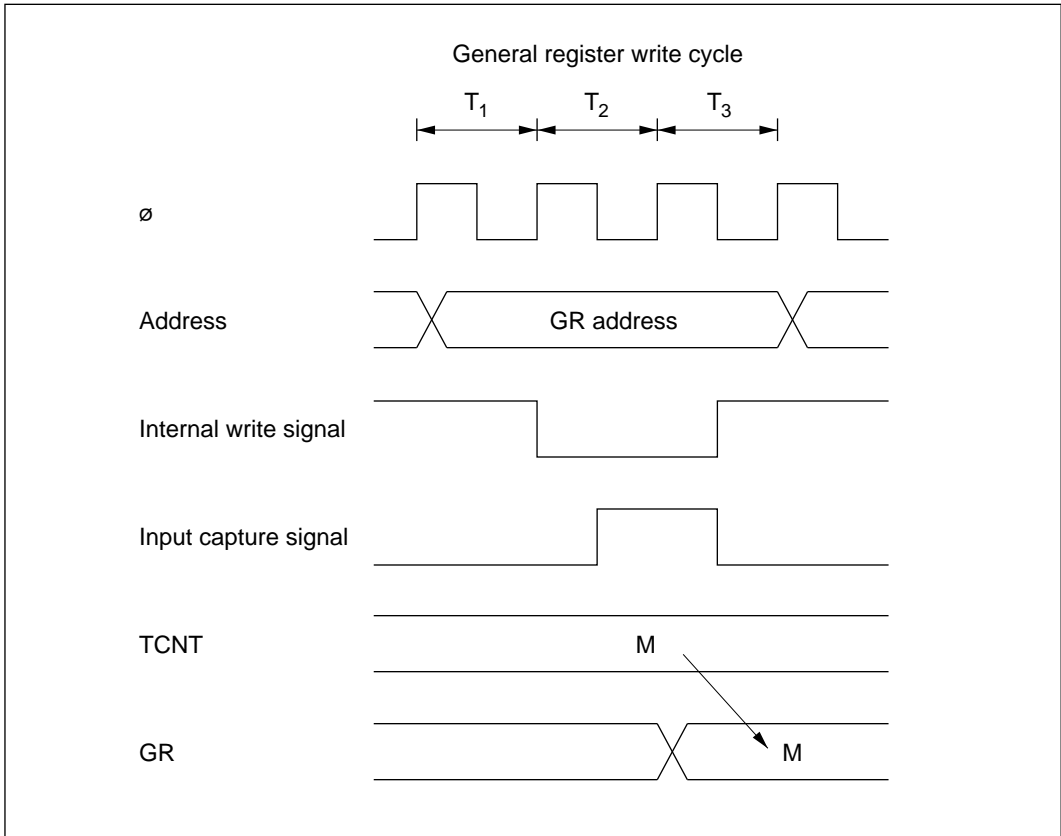 General register write cycle
T1 T2 T3
ø
Address GR address
Internal write signal
Input capture signal
TCNT M
GR M